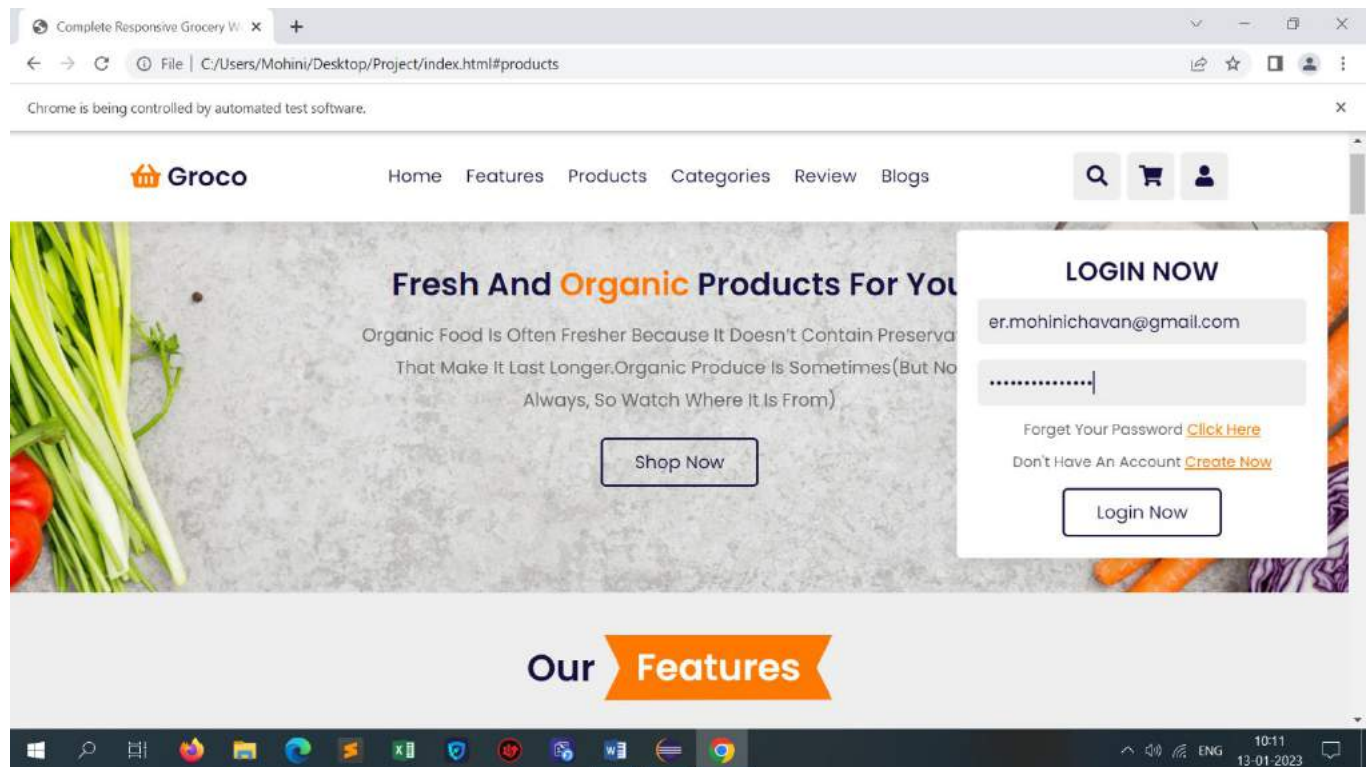 Complete Responsive Grocery W
File | C:/Users/Mohini/Desktop/Project/index.html#products
Chrome is being controlled by automated test software.
Groco
Home Features Products Categories Review Blogs
Fresh And Organic Products For You
Organic Food Is Often Fresher Because It Doesn't Contain Preserva
That Make It Last Longer.Organic Produce Is Sometimes(But No
Always, So Watch Where It Is From)
Shop Now
LOGIN NOW
er.mohinichavan@gmail.com
•••••••••••••••
Forget Your Password Click Here
Don't Have An Account Create Now
Login Now
Our Features
ENG
10:11
13-01-2023